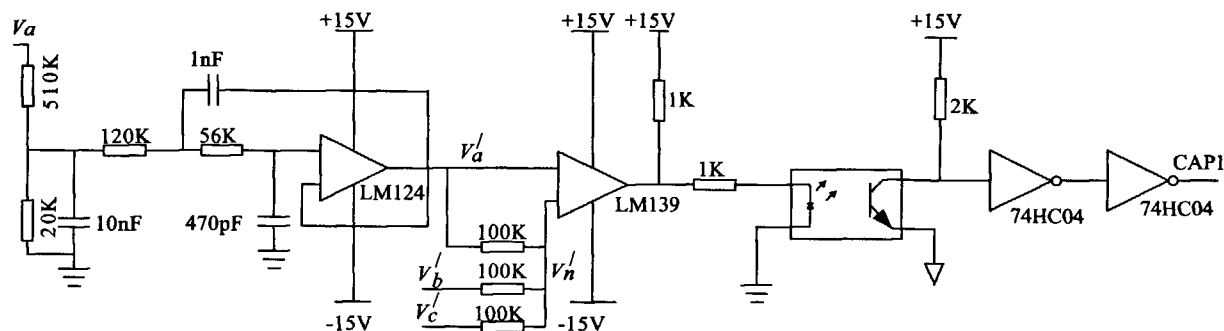 Va
510K
20K
10nF
120K
1nF
56K
470pF
+15V
LM124
-15V
Va/
100K
Vb/
100K
Vc/
100K
Vn/
+15V
LM139
-15V
+15V
1K
1K
+15V
2K
74HC04
74HC04
CAP1